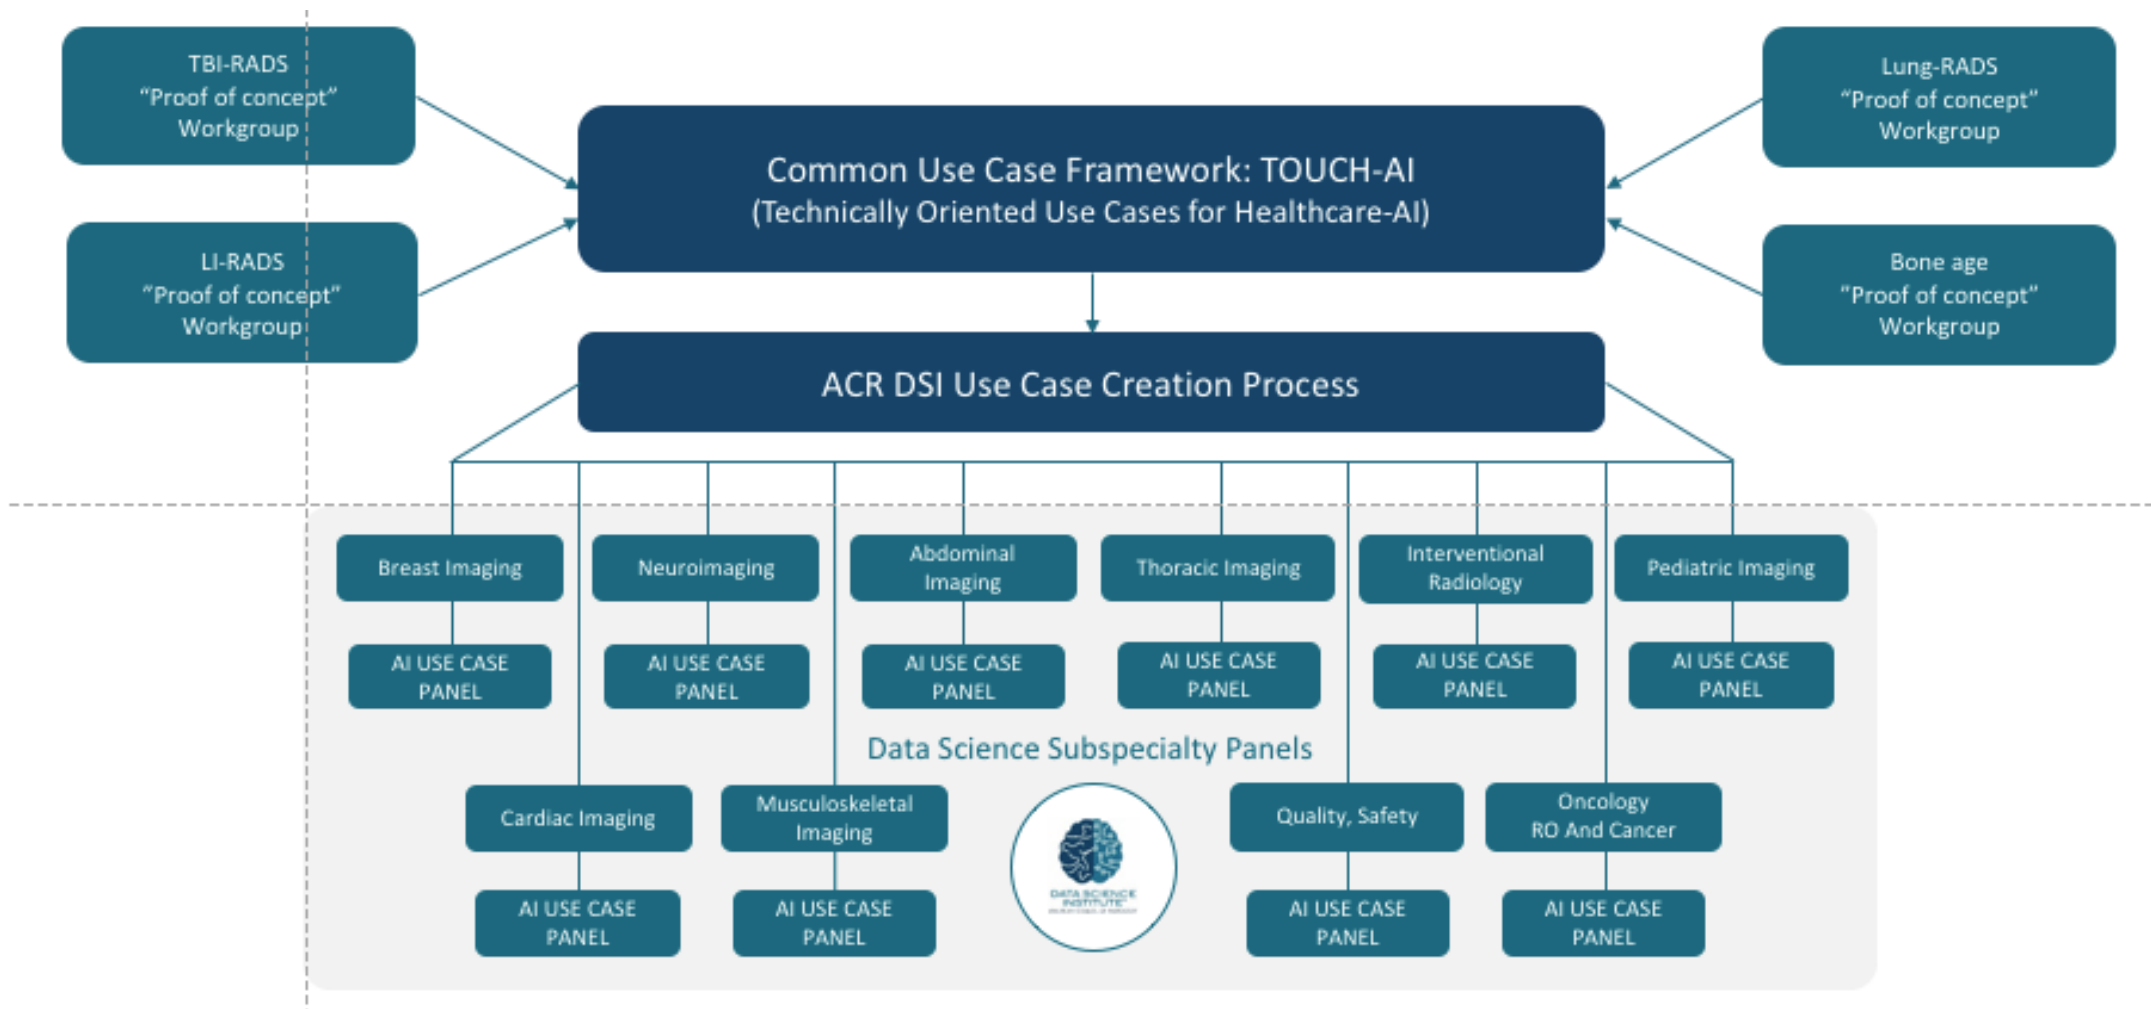 TBI-RADS
“Proof of concept”
Workgroup
Lung-RADS
“Proof of concept”
Workgroup
Common Use Case Framework: TOUCH-AI
(Technically Oriented Use Cases for Healthcare-AI)
LI-RADS
“Proof of concept”
Workgroup
Bone age
“Proof of concept”
Workgroup
ACR DSI Use Case Creation Process
Breast Imaging
Neuroimaging
Abdominal
Imaging
Thoracic Imaging
Interventional
Radiology
Pediatric Imaging
AI USE CASE
PANEL
AI USE CASE
PANEL
AI USE CASE
PANEL
AI USE CASE
PANEL
AI USE CASE
PANEL
AI USE CASE
PANEL
Data Science Subspecialty Panels
Cardiac Imaging
Musculoskeletal
Imaging
Quality, Safety
Oncology
RO And Cancer
DATA SCIENCE
INSTITUTE
AI USE CASE
PANEL
AI USE CASE
PANEL
AI USE CASE
PANEL
AI USE CASE
PANEL